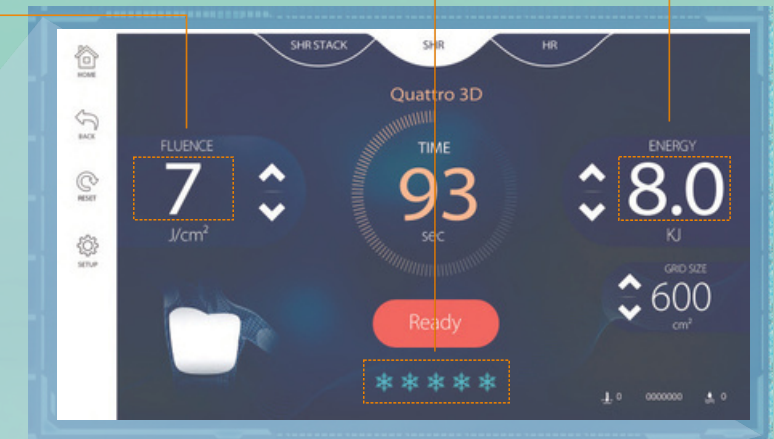 SHR STACK
SHR
HR
HOME
BACK
RESET
SETUP
Quattro 3D
FLUENCE
7
J/cm²
TIME
93
sec
ENERGY
8.0
KJ
GRID SIZE
600
cm²
Ready
0
0000000
0